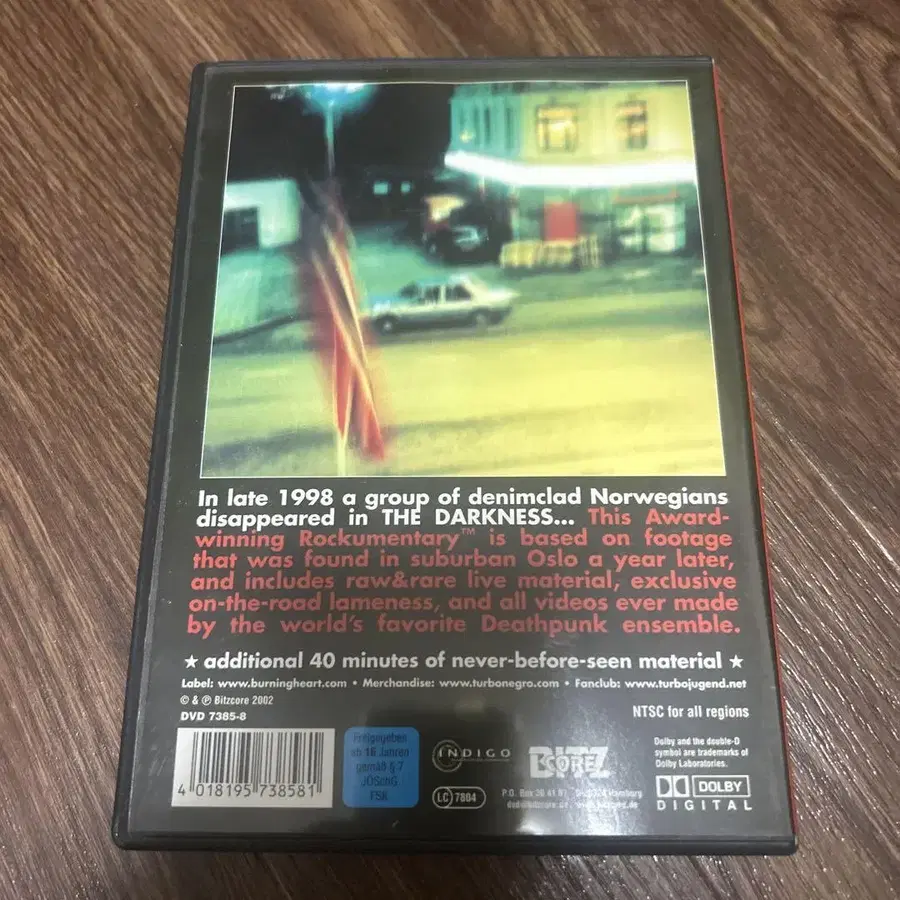 In late 1998 a group of denimclad Norwegians
disappeared in THE DARKNESS... This Award-
winning Rockumentary™ is based on footage
that was found in suburban Oslo a year later,
and includes raw&rare live material, exclusive
on-the-road lameness, and all videos ever made
by the world's favorite Deathpunk ensemble.
★ additional 40 minutes of never-before-seen material ★
Label: www.burningheart.com • Merchandise: www.turbonegro.com • Fanclub: www.turbojugend.net
© & ℗ Bitzcore 2002
DVD 7385-8
NTSC for all regions
4 018195 738581
Freigegeben
ab 16 Jahren
gemäß § 7
JÖSchG
FSK
INDIGO
LC 7804
BITZ
CORE
P.O. Box
Hamburg
Dolby and the double-D
symbol are trademarks of
Dolby Laboratories.
DOLBY
DIGITAL